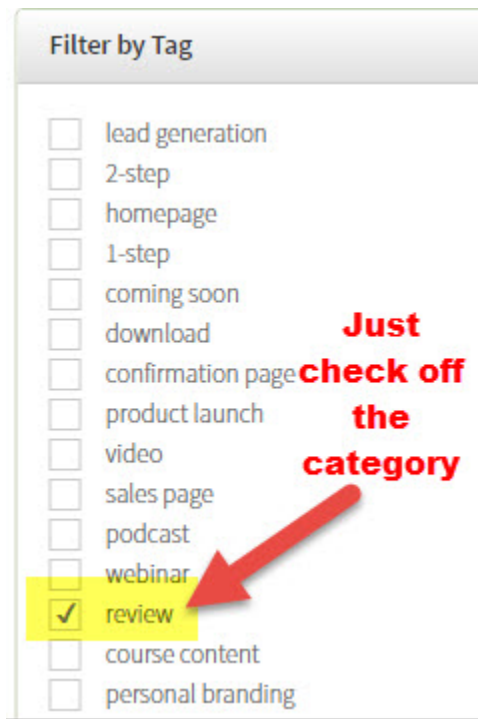 Filter by Tag
lead generation
2-step
homepage
1-step
coming soon
download
confirmation page
product launch
video
sales page
podcast
webinar
review
course content
personal branding
Just
check off
the
category